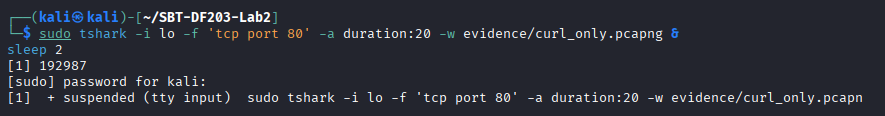 ┌──(kali㉿kali)-[~/SBT-DF203-Lab2]
└─$ sudo tshark -i lo -f 'tcp port 80' -a duration:20 -w evidence/curl_only.pcapng &
sleep 2
[1] 192987
[sudo] password for kali:
[1]  + suspended (tty input)  sudo tshark -i lo -f 'tcp port 80' -a duration:20 -w evidence/curl_only.pcapn